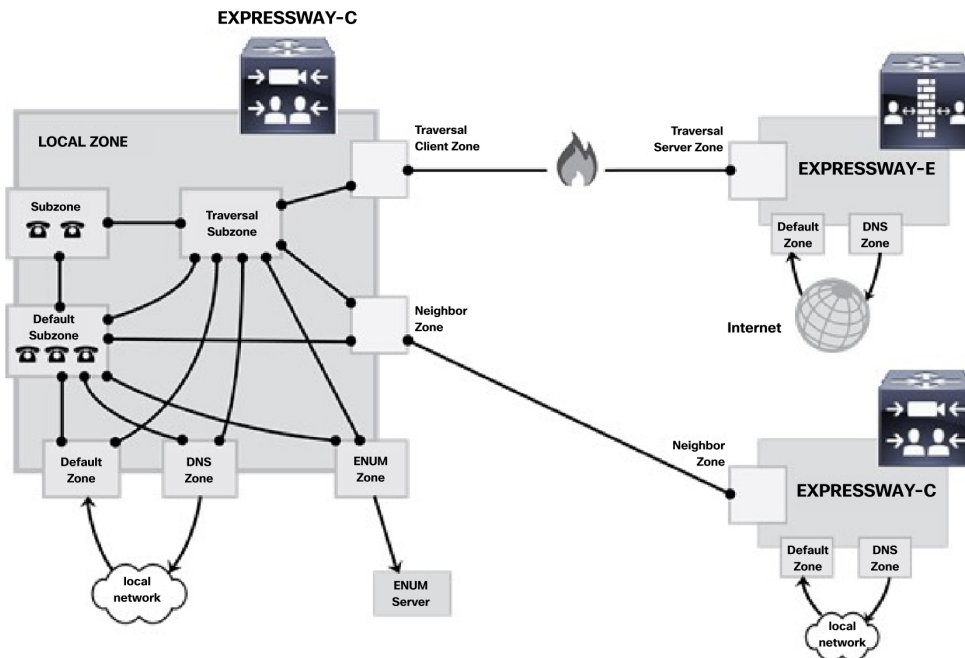 EXPRESSWAY-C
LOCAL ZONE
Subzone
Traversal
Subzone
Default
Subzone
Default
Zone
DNS
Zone
ENUM
Zone
local
network
ENUM
Server
Traversal
Client Zone
Neighbor
Zone
Traversal
Server Zone
EXPRESSWAY-E
Default
Zone
DNS
Zone
Internet
Neighbor
Zone
EXPRESSWAY-C
Default
Zone
DNS
Zone
local
network